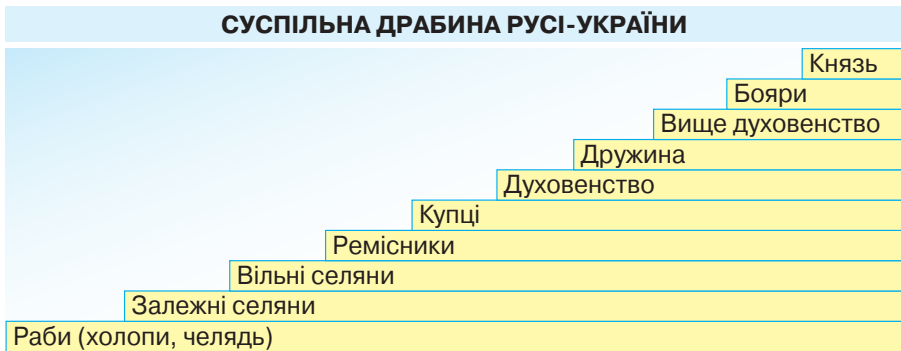 СУСПІЛЬНА ДРАБИНА РУСІ-УКРАЇНИ
Князь
Бояри
Вище духовенство
Дружина
Духовенство
Купці
Ремісники
Вільні селяни
Залежні селяни
Раби (холопи, челядь)